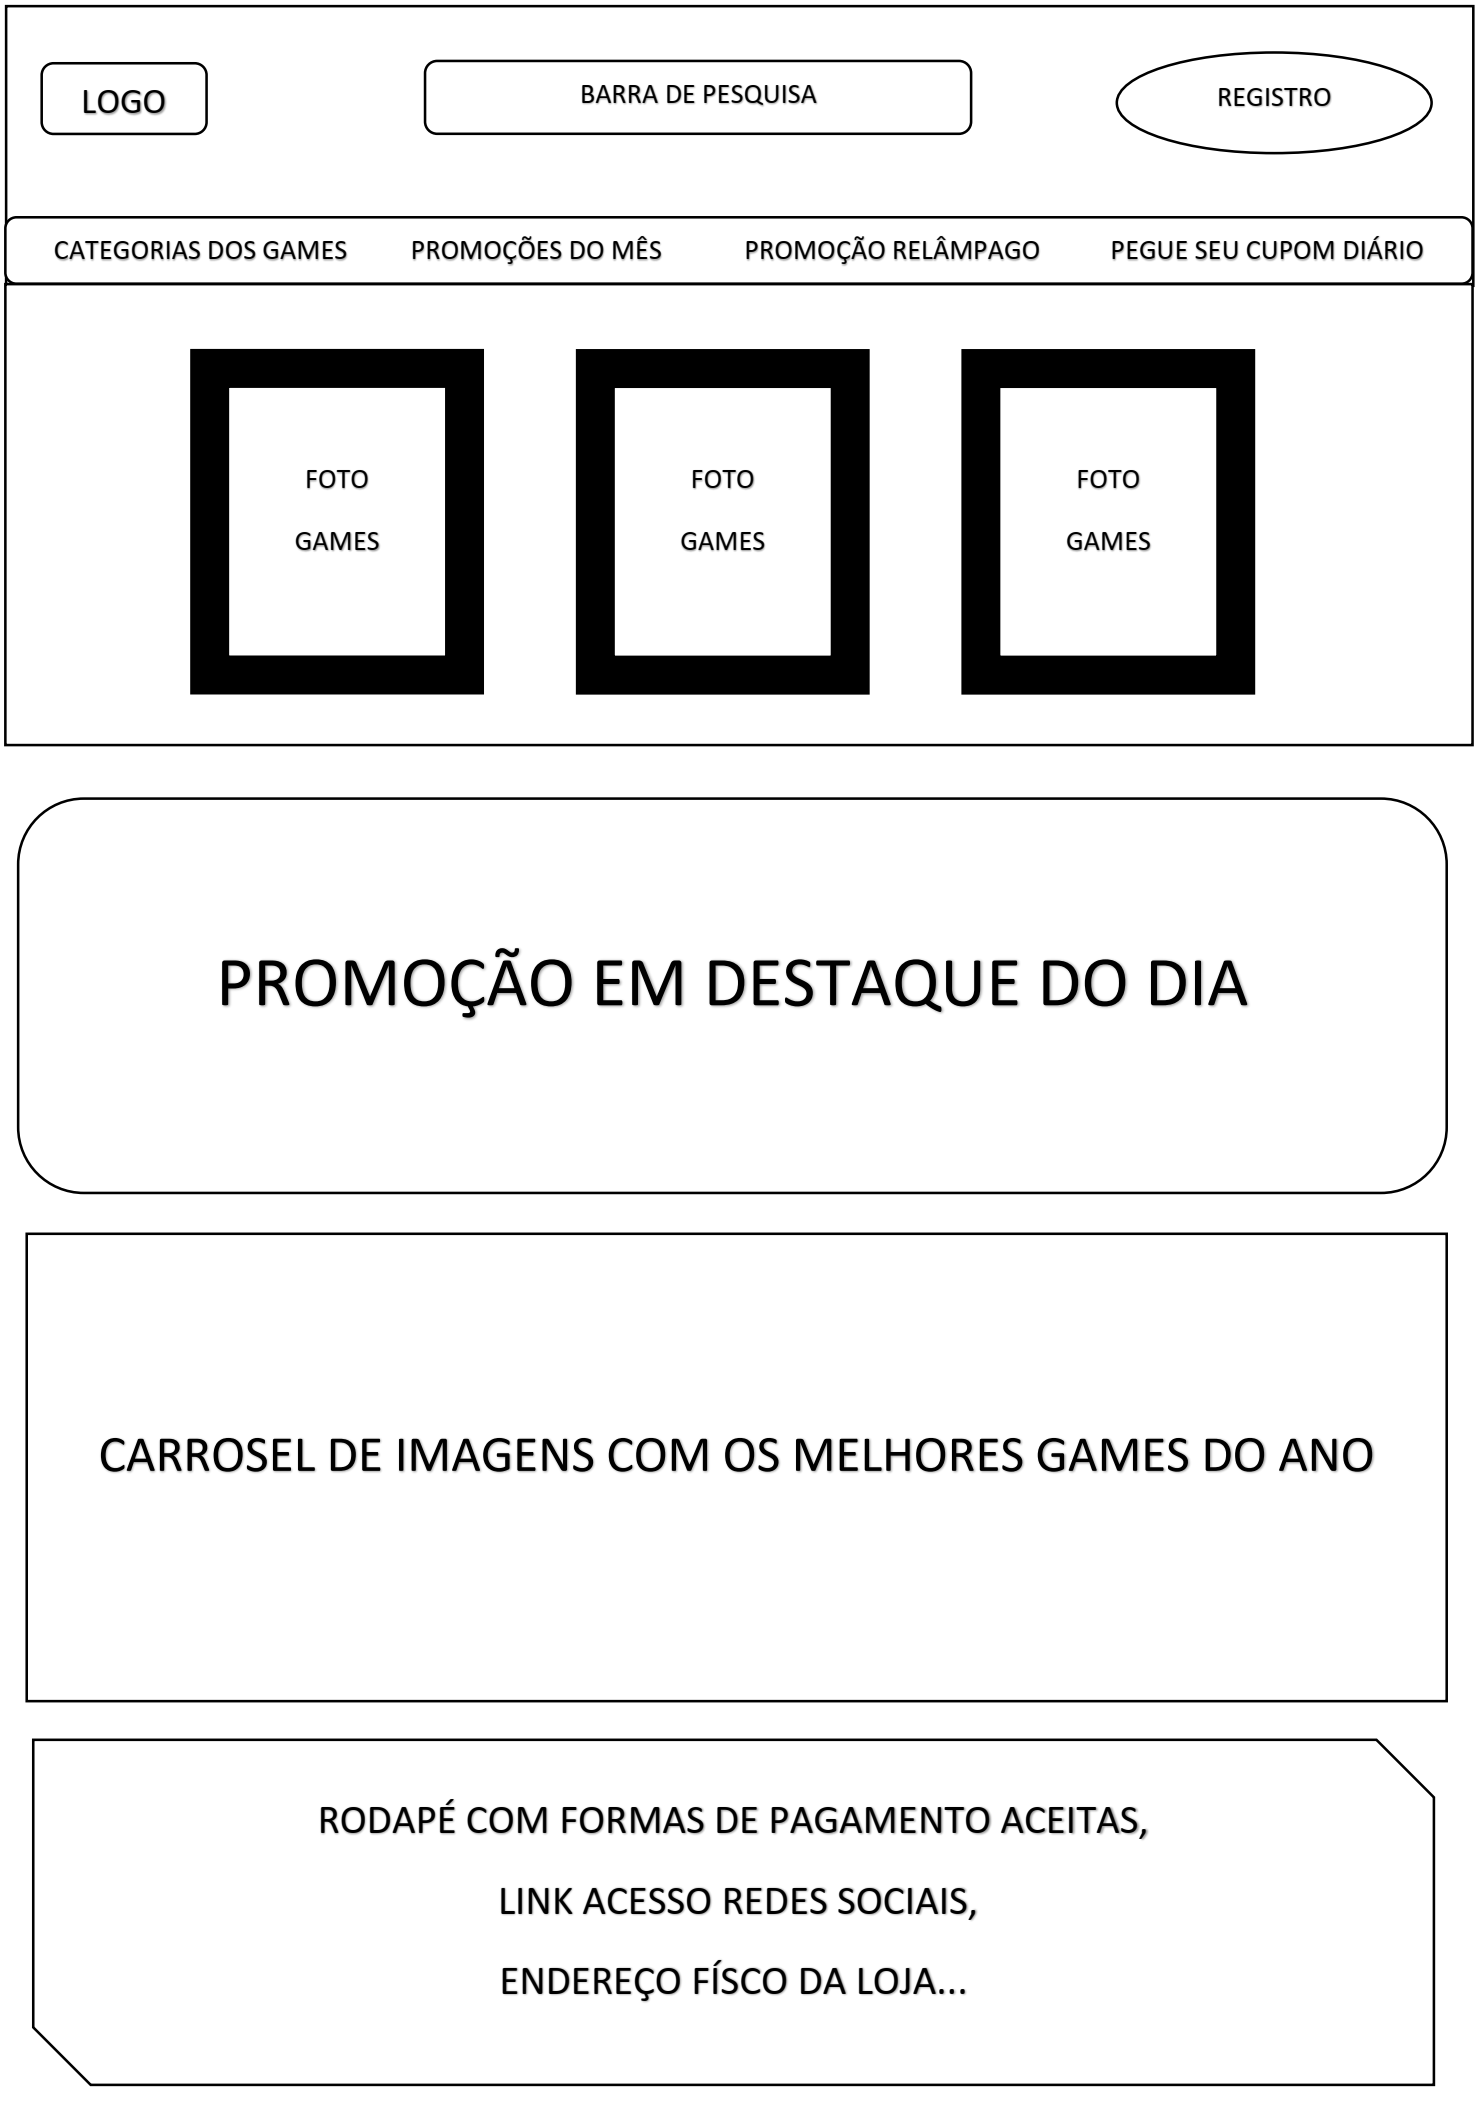 LOGO
BARRA DE PESQUISA
REGISTRO
CATEGORIAS DOS GAMES
PROMOÇÕES DO MÊS
PROMOÇÃO RELÂMPAGO
PEGUE SEU CUPOM DIÁRIO
FOTO
GAMES
FOTO
GAMES
FOTO
GAMES
PROMOÇÃO EM DESTAQUE DO DIA
CARROSEL DE IMAGENS COM OS MELHORES GAMES DO ANO
RODAPÉ COM FORMAS DE PAGAMENTO ACEITAS,
LINK ACESSO REDES SOCIAIS,
ENDEREÇO FÍSCO DA LOJA...